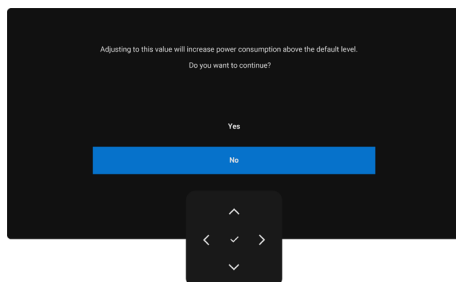 Adjusting to this value will increase power consumption above the default level.
Do you want to continue?
Yes
No